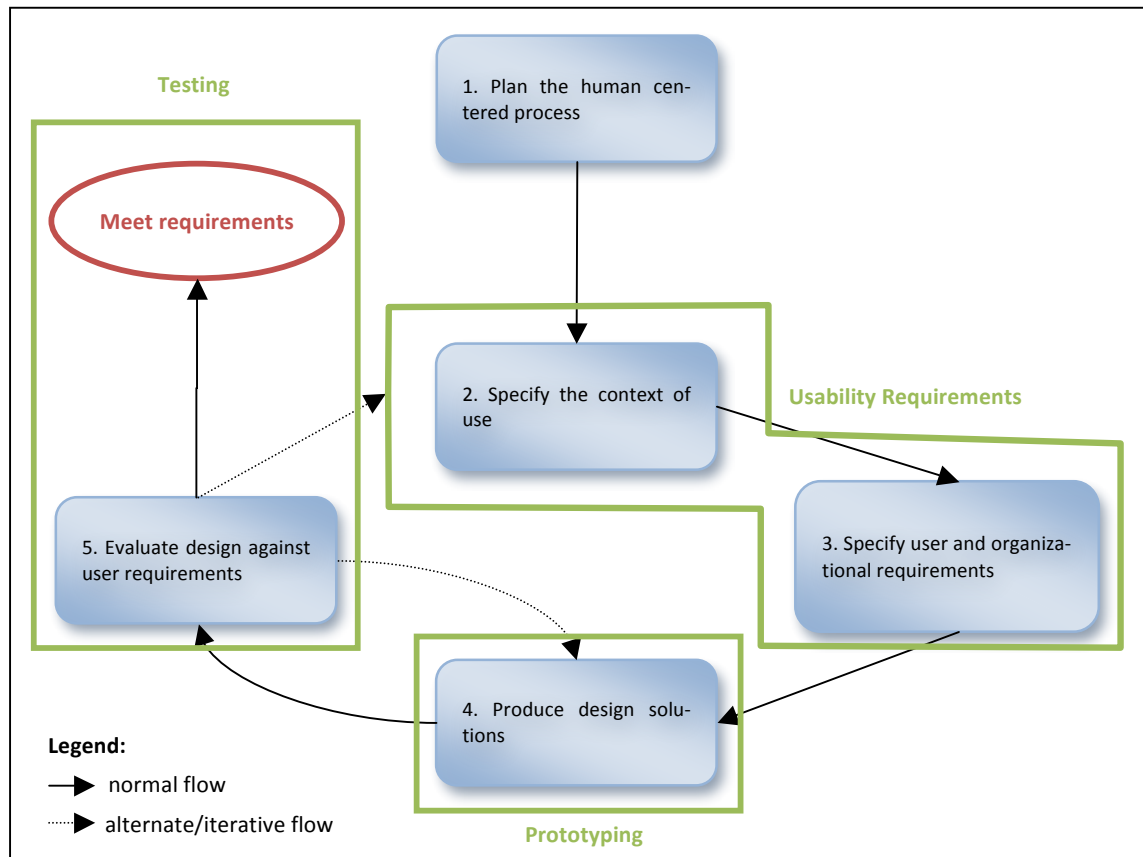 Testing
1. Plan the human cen-
tered process
Meet requirements
2. Specify the context of
use
Usability Requirements
5. Evaluate design against
user requirements
3. Specify user and organiza-
tional requirements
4. Produce design solu-
tions
Legend:
normal flow
alternate/iterative flow
Prototyping